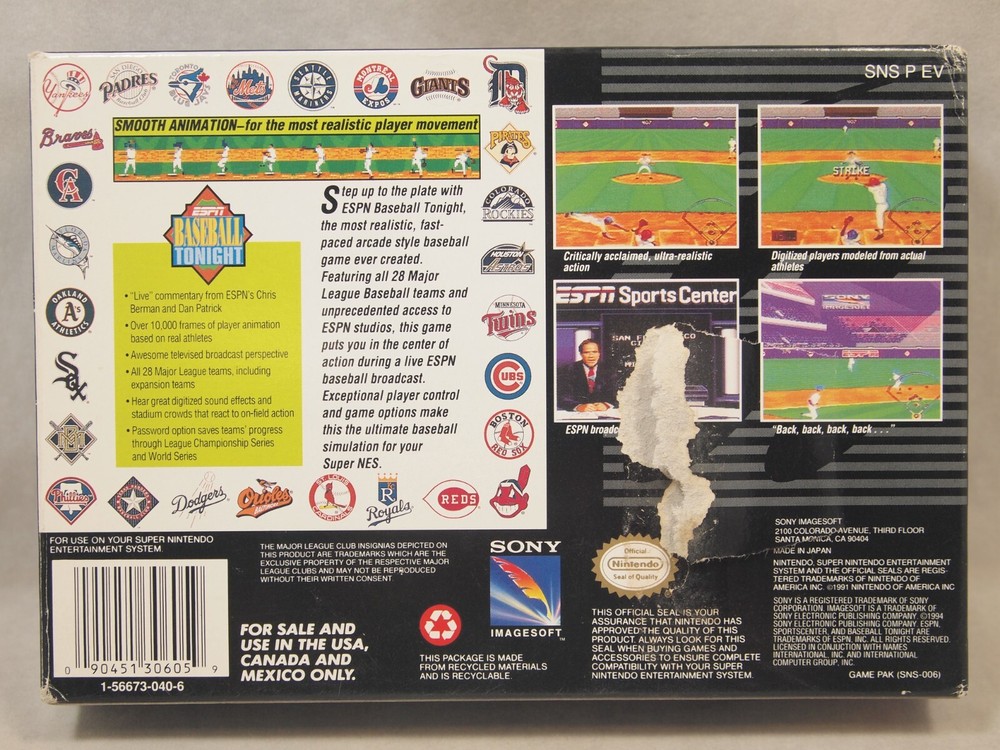 SNS P EV
Yankees
SAN DIEGO
PADRES
Baseball Club
TORONTO
BLUE JAYS
Mets
SEATTLE
MARINERS
MONTREAL
EXPOS
GIANTS
Braves
PIRATES
COLORADO
ROCKIES
HOUSTON
Astros
MINNESOTA
Twins
OAKLAND
A's
ATHLETICS
CUBS
Sox
BOSTON
RED SOX
Phillies
Dodgers
Orioles
ST. LOUIS
CARDINALS
R
Royals
REDS
SMOOTH ANIMATION—for the most realistic player movement
ESPN
BASEBALL
TONIGHT
• "Live" commentary from ESPN's Chris
Berman and Dan Patrick
• Over 10,000 frames of player animation
based on real athletes
• Awesome televised broadcast perspective
• All 28 Major League teams, including
expansion teams
• Hear great digitized sound effects and
stadium crowds that react to on-field action
• Password option saves teams' progress
through League Championship Series
and World Series
Step up to the plate with
ESPN Baseball Tonight,
the most realistic, fast-
paced arcade style baseball
game ever created.
Featuring all 28 Major
League Baseball teams and
unprecedented access to
ESPN studios, this game
puts you in the center of
action during a live ESPN
baseball broadcast.
Exceptional player control
and game options make
this the ultimate baseball
simulation for your
Super NES.
STRIKE
Critically acclaimed, ultra-realistic
action
Digitized players modeled from actual
athletes
ESPN Sports Center
SAN FR CO
ESPN broadc
SONY
IMAGESOFT
ESPN
"Back, back, back, back . . ."
FOR USE ON YOUR SUPER NINTENDO
ENTERTAINMENT SYSTEM.
0 90451 30605 9
1-56673-040-6
THE MAJOR LEAGUE CLUB INSIGNIAS DEPICTED ON
THIS PRODUCT ARE TRADEMARKS WHICH ARE THE
EXCLUSIVE PROPERTY OF THE RESPECTIVE MAJOR
LEAGUE CLUBS AND MAY NOT BE REPRODUCED
WITHOUT THEIR WRITTEN CONSENT.
FOR SALE AND
USE IN THE USA,
CANADA AND
MEXICO ONLY.
THIS PACKAGE IS MADE
FROM RECYCLED MATERIALS
AND IS RECYCLABLE.
SONY
IMAGESOFT™
Official
Nintendo
Seal of Quality
THIS OFFICIAL SEAL IS YOUR
ASSURANCE THAT NINTENDO HAS
APPROVED THE QUALITY OF THIS
PRODUCT. ALWAYS LOOK FOR THIS
SEAL WHEN BUYING GAMES AND
ACCESSORIES TO ENSURE COMPLETE
COMPATIBILITY WITH YOUR SUPER
NINTENDO ENTERTAINMENT SYSTEM.
SONY IMAGESOFT
2100 COLORADO AVENUE, THIRD FLOOR
SANTA MONICA, CA 90404
MADE IN JAPAN
NINTENDO, SUPER NINTENDO ENTERTAINMENT
SYSTEM AND THE OFFICIAL SEALS ARE REGIS-
TERED TRADEMARKS OF NINTENDO OF
AMERICA INC. ©1991 NINTENDO OF AMERICA INC
SONY IS A REGISTERED TRADEMARK OF SONY
CORPORATION. IMAGESOFT IS A TRADEMARK OF
SONY ELECTRONIC PUBLISHING COMPANY. ©1994
SONY ELECTRONIC PUBLISHING COMPANY. ESPN,
SPORTSCENTER, AND BASEBALL TONIGHT ARE
TRADEMARKS OF ESPN, INC. ALL RIGHTS RESERVED.
LICENSED IN CONJUCTION WITH NAMES
INTERNATIONAL, INC. AND INTERNATIONAL
COMPUTER GROUP, INC.
GAME PAK (SNS-006)